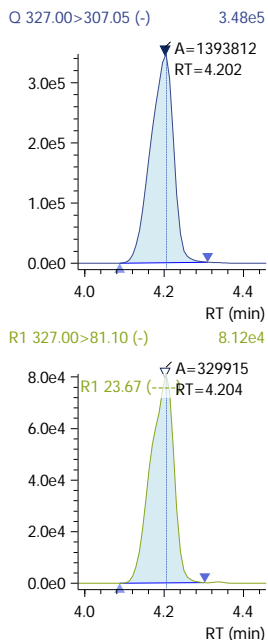 Q 327.00>307.05 (-) 3.48e5
A=1393812
RT=4.202
3.0e5
2.0e5
1.0e5
0.0e0
4.0 4.2 4.4
RT (min)
R1 327.00>81.10 (-) 8.12e4
A=329915
8.0e4
R1 23.67 (----)
RT=4.204
6.0e4
4.0e4
2.0e4
0.0e0
4.0 4.2 4.4
RT (min)